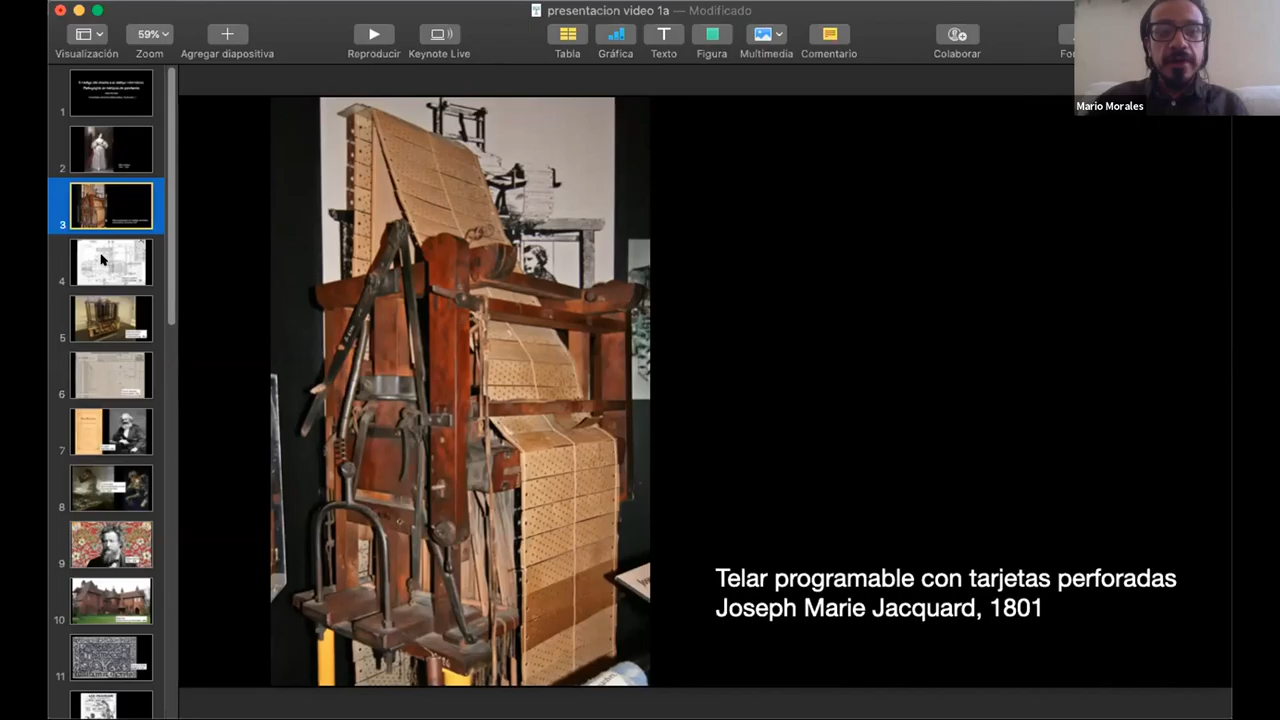 presentacion video 1a — Modificado
Visualización
59%
Zoom
Agregar diapositiva
Reproducir
Keynote Live
Tabla
Gráfica
Texto
Figura
Multimedia
Comentario
Colaborar
Mario Morales
1
2
3
4
5
6
7
8
9
10
11
Telar programable con tarjetas perforadas
Joseph Marie Jacquard, 1801